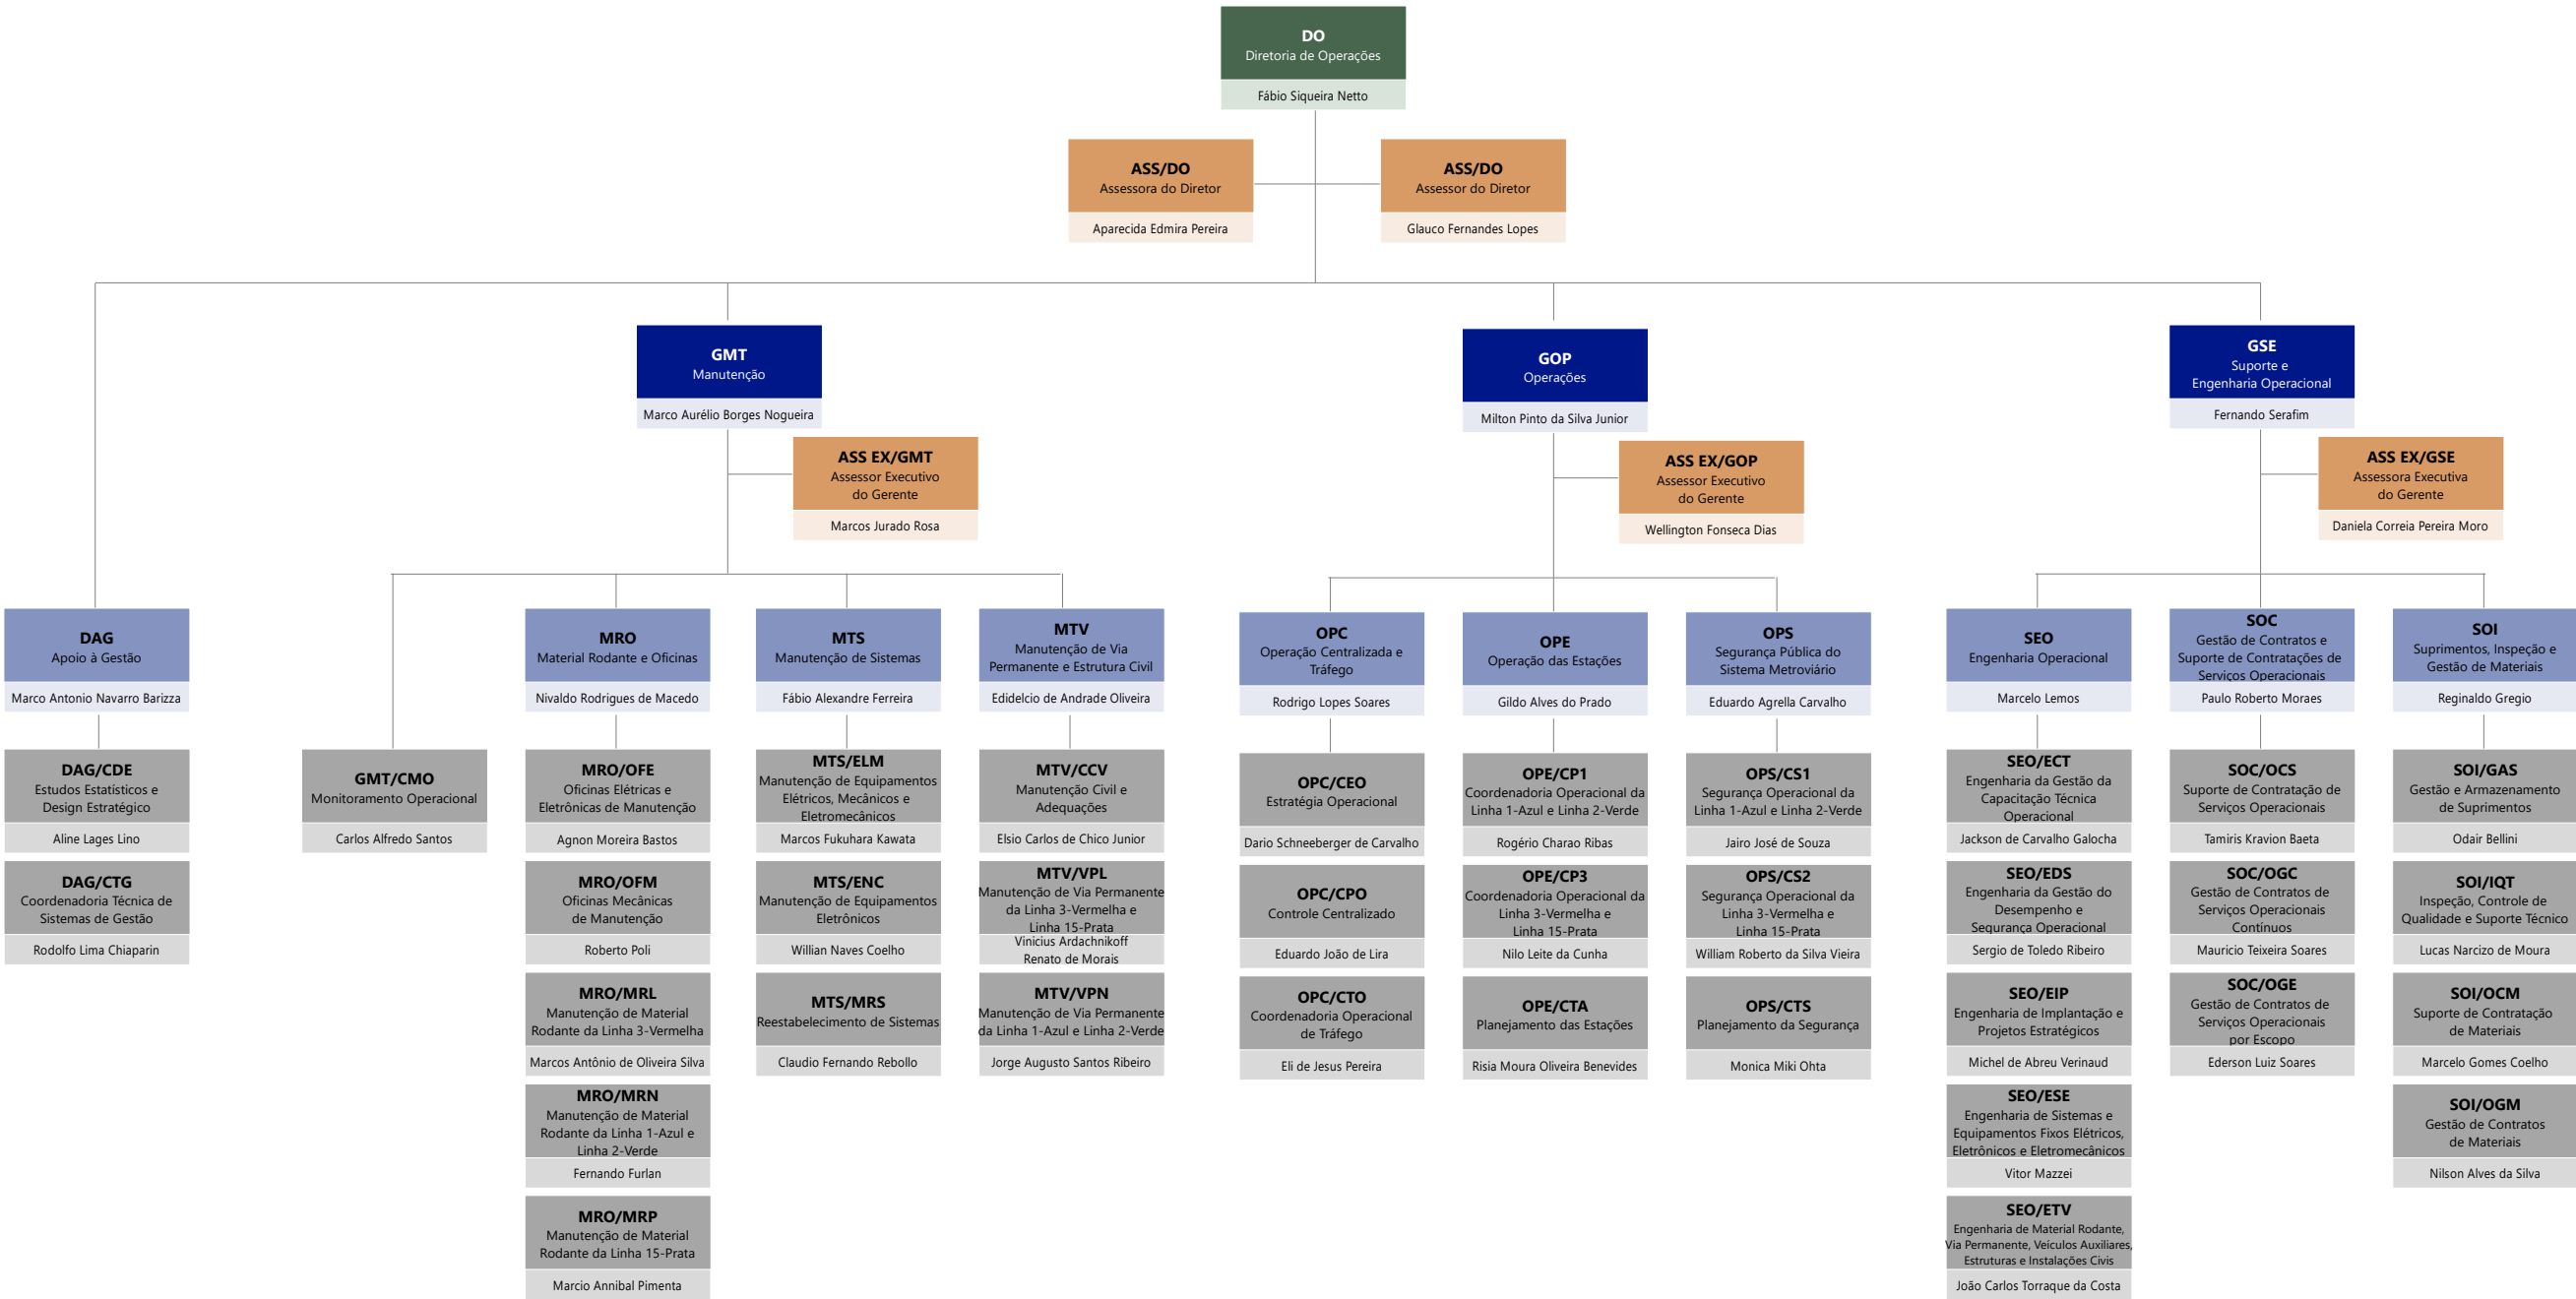 DO
Diretoria de Operações
Fábio Siqueira Netto
ASS/DO
Assessora do Diretor
Aparecida Edmira Pereira
ASS/DO
Assessor do Diretor
Glauco Fernandes Lopes
GMT
Manutenção
Marco Aurélio Borges Nogueira
ASS EX/GMT
Assessor Executivo
do Gerente
Marcos Jurado Rosa
GOP
Operações
Milton Pinto da Silva Junior
ASS EX/GOP
Assessor Executivo
do Gerente
Wellington Fonseca Dias
GSE
Suporte e
Engenharia Operacional
Fernando Serafim
ASS EX/GSE
Assessora Executiva
do Gerente
Daniela Correia Pereira Moro
DAG
Apoio à Gestão
Marco Antonio Navarro Barizza
DAG/CDE
Estudos Estatísticos e
Design Estratégico
Aline Lages Lino
DAG/CTG
Coordenadoria Técnica de
Sistemas de Gestão
Rodolfo Lima Chiaparin
GMT/CMO
Monitoramento Operacional
Carlos Alfredo Santos
MRO
Material Rodante e Oficinas
Nivaldo Rodrigues de Macedo
MRO/OFE
Oficinas Elétricas e
Eletrônicas de Manutenção
Agnon Moreira Bastos
MRO/OFM
Oficinas Mecânicas
de Manutenção
Roberto Poli
MRO/MRL
Manutenção de Material
Rodante da Linha 3-Vermelha
Marcos Antônio de Oliveira Silva
MRO/MRN
Manutenção de Material
Rodante da Linha 1-Azul e
Linha 2-Verde
Fernando Furlan
MRO/MRP
Manutenção de Material
Rodante da Linha 15-Prata
Marcio Annibal Pimenta
MTS
Manutenção de Sistemas
Fábio Alexandre Ferreira
MTS/ELM
Manutenção de Equipamentos
Elétricos, Mecânicos e
Eletromecânicos
Marcos Fukuhara Kawata
MTS/ENC
Manutenção de Equipamentos
Eletrônicos
Willian Naves Coelho
MTS/MRS
Reestabelecimento de Sistemas
Claudio Fernando Rebollo
MTV
Manutenção de Via
Permanente e Estrutura Civil
Edidelcio de Andrade Oliveira
MTV/CCV
Manutenção Civil e
Adequações
Elsio Carlos de Chico Junior
MTV/VPL
Manutenção de Via Permanente
da Linha 3-Vermelha e
Linha 15-Prata
Vinicius Ardachnikoff
Renato de Morais
MTV/VPN
Manutenção de Via Permanente
da Linha 1-Azul e Linha 2-Verde
Jorge Augusto Santos Ribeiro
OPC
Operação Centralizada e
Tráfego
Rodrigo Lopes Soares
OPC/CEO
Estratégia Operacional
Dario Schneeberger de Carvalho
OPC/CPO
Controle Centralizado
Eduardo João de Lira
OPC/CTO
Coordenadoria Operacional
de Tráfego
Eli de Jesus Pereira
OPE
Operação das Estações
Gildo Alves do Prado
OPE/CP1
Coordenadoria Operacional da
Linha 1-Azul e Linha 2-Verde
Rogério Charao Ribas
OPE/CP3
Coordenadoria Operacional da
Linha 3-Vermelha e
Linha 15-Prata
Nilo Leite da Cunha
OPE/CTA
Planejamento das Estações
Risia Moura Oliveira Benevides
OPS
Segurança Pública do
Sistema Metroviário
Eduardo Agrella Carvalho
OPS/CS1
Segurança Operacional da
Linha 1-Azul e Linha 2-Verde
Jairo José de Souza
OPS/CS2
Segurança Operacional da
Linha 3-Vermelha e
Linha 15-Prata
William Roberto da Silva Vieira
OPS/CTS
Planejamento da Segurança
Monica Miki Ohta
SEO
Engenharia Operacional
Marcelo Lemos
SEO/ECT
Engenharia da Gestão da
Capacitação Técnica
Operacional
Jackson de Carvalho Galocha
SEO/EDS
Engenharia da Gestão do
Desempenho e
Segurança Operacional
Sergio de Toledo Ribeiro
SEO/EIP
Engenharia de Implantação e
Projetos Estratégicos
Michel de Abreu Verinaud
SEO/ESE
Engenharia de Sistemas e
Equipamentos Fixos Elétricos,
Eletrônicos e Eletromecânicos
Vitor Mazzei
SEO/ETV
Engenharia de Material Rodante,
Via Permanente, Veículos Auxiliares,
Estruturas e Instalações Civis
João Carlos Torraque da Costa
SOC
Gestão de Contratos e
Suporte de Contratações de
Serviços Operacionais
Paulo Roberto Moraes
SOC/OCS
Suporte de Contratação de
Serviços Operacionais
Tamiris Kravion Baeta
SOC/OGC
Gestão de Contratos de
Serviços Operacionais
Contínuos
Mauricio Teixeira Soares
SOC/OGE
Gestão de Contratos de
Serviços Operacionais
por Escopo
Ederson Luiz Soares
SOI
Suprimentos, Inspeção e
Gestão de Materiais
Reginaldo Gregio
SOI/GAS
Gestão e Armazenamento
de Suprimentos
Odair Bellini
SOI/IQT
Inspeção, Controle de
Qualidade e Suporte Técnico
Lucas Narcizo de Moura
SOI/OCM
Suporte de Contratação
de Materiais
Marcelo Gomes Coelho
SOI/OGM
Gestão de Contratos
de Materiais
Nilson Alves da Silva